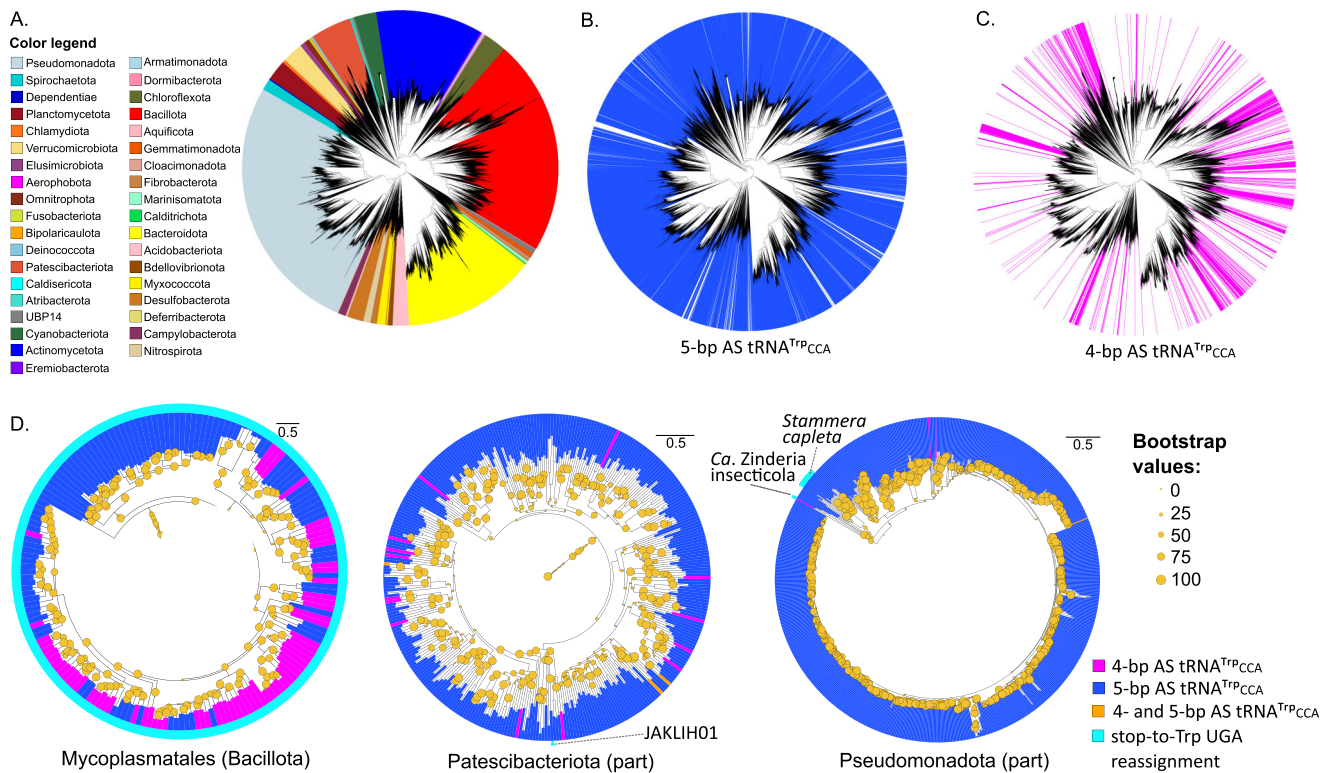 A.
Color legend
Pseudomonadota
Spirochaetota
Dependentiae
Planctomycetota
Chlamydiota
Verrucomicrobiota
Elusimicrobiota
Aerophobota
Omnitrophota
Fusobacteriota
Bipolaricaulota
Deinococcota
Patescibacteriota
Caldisericota
Atribacterota
UBP14
Cyanobacteriota
Actinomycetota
Eremiobacterota
Armatimonadota
Dormibacterota
Chloroflexota
Bacillota
Aquificota
Gemmatimonadota
Cloacimonadota
Fibrobacterota
Marinisomatota
Calditrichota
Bacteroidota
Acidobacteriota
Bdellovibrionota
Myxococcota
Desulfobacterota
Deferribacterota
Campylobacterota
Nitrospirota
B.
5-bp AS tRNATrpCCA
C.
4-bp AS tRNATrpCCA
D.
0.5
Mycoplasmatales (Bacillota)
0.5
JAKLIH01
Patescibacteriota (part)
Stammera
capleta
Ca. Zinderia
insecticola
0.5
Pseudomonadota (part)
Bootstrap
values:
0
25
50
75
100
4-bp AS tRNATrpCCA
5-bp AS tRNATrpCCA
4- and 5-bp AS tRNATrpCCA
stop-to-Trp UGA
reassignment